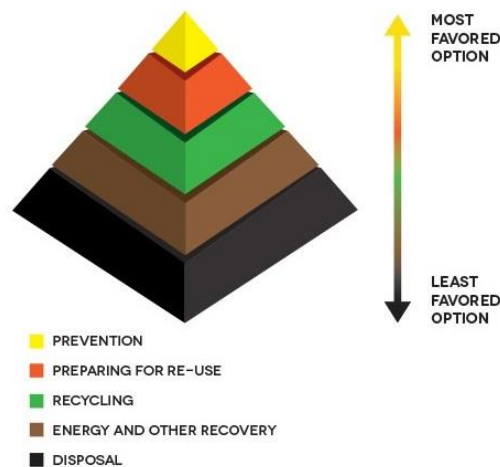 MOST
FAVORED
OPTION
LEAST
FAVORED
OPTION
PREVENTION
PREPARING FOR RE-USE
RECYCLING
ENERGY AND OTHER RECOVERY
DISPOSAL